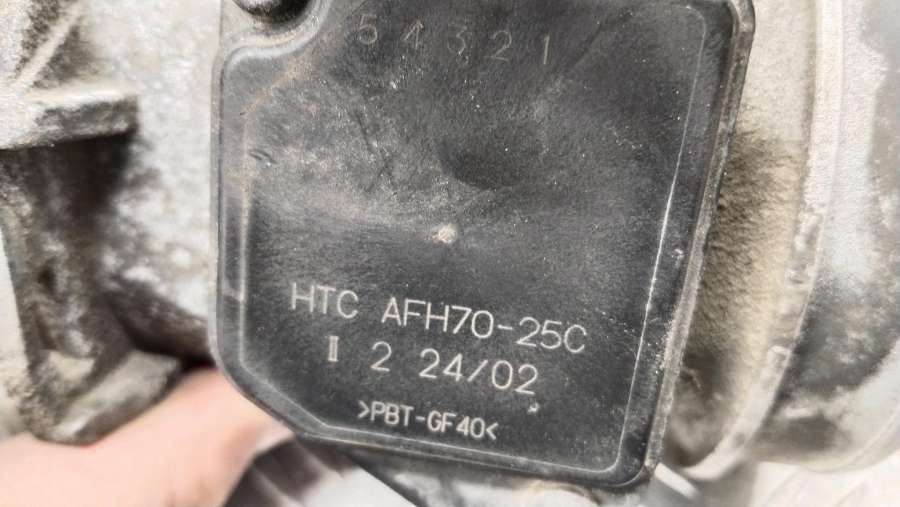 54321
HTC AFH70-25C
Ⅱ 2 24/02
>PBT-GF40<